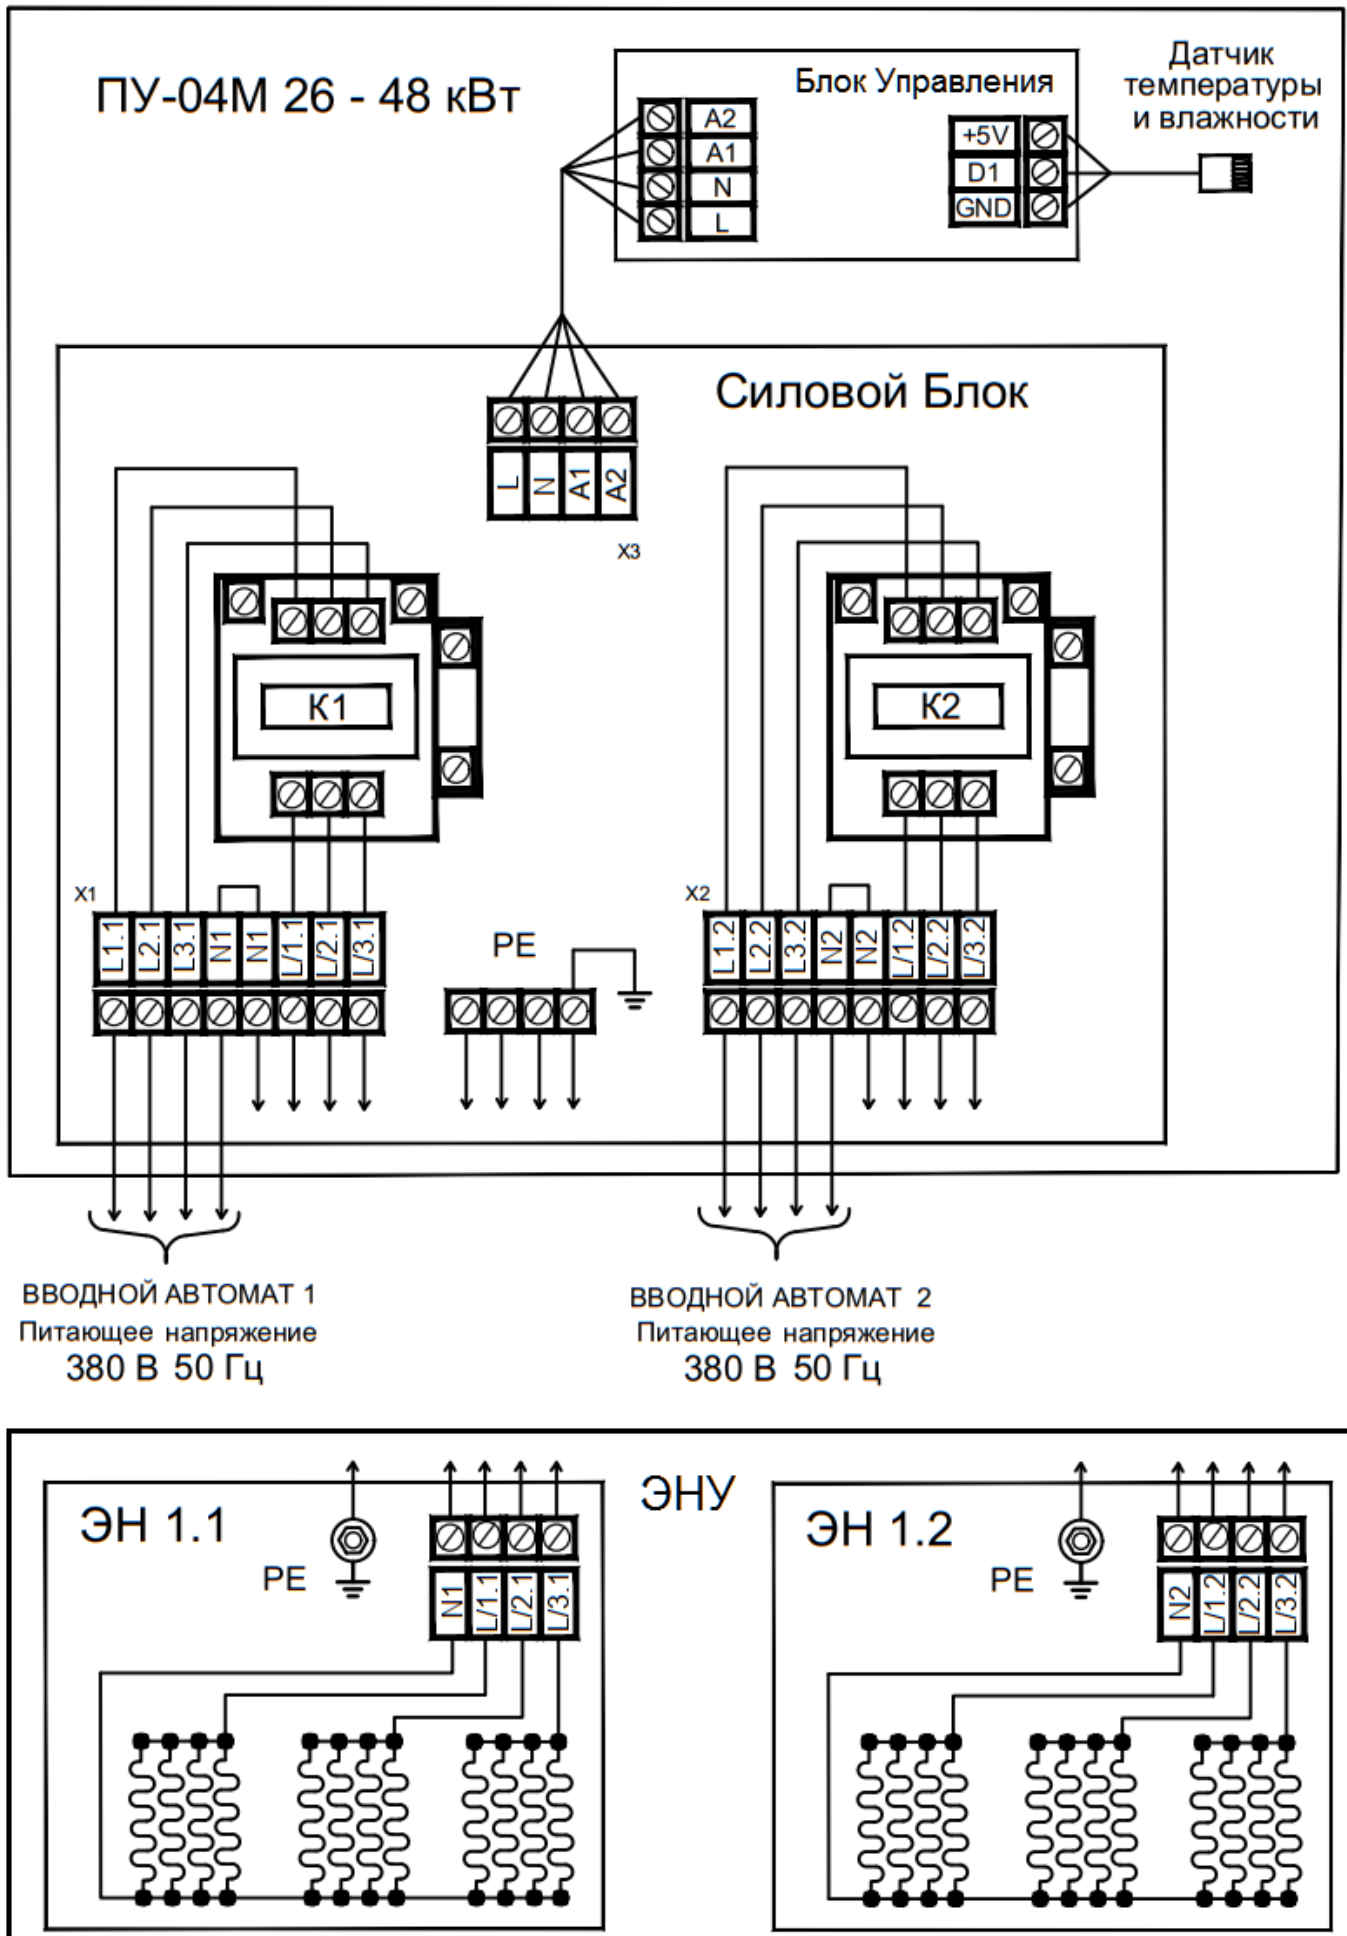 ПУ-04М 26 - 48 кВт
Блок Управления
Датчик
температуры
и влажности
A2
A1
N
L
+5V
D1
GND
Силовой Блок
L
N
A1
A2
X3
К1
К2
X1
L1.1
L2.1
L3.1
N1
N1
L/1.1
L/2.1
L/3.1
PE
X2
L1.2
L2.2
L3.2
N2
N2
L/1.2
L/2.2
L/3.2
ВВОДНОЙ АВТОМАТ 1
Питающее напряжение
380 В 50 Гц
ВВОДНОЙ АВТОМАТ 2
Питающее напряжение
380 В 50 Гц
ЭНУ
ЭН 1.1
PE
N1
L/1.1
L/2.1
L/3.1
ЭН 1.2
PE
N2
L/1.2
L/2.2
L/3.2